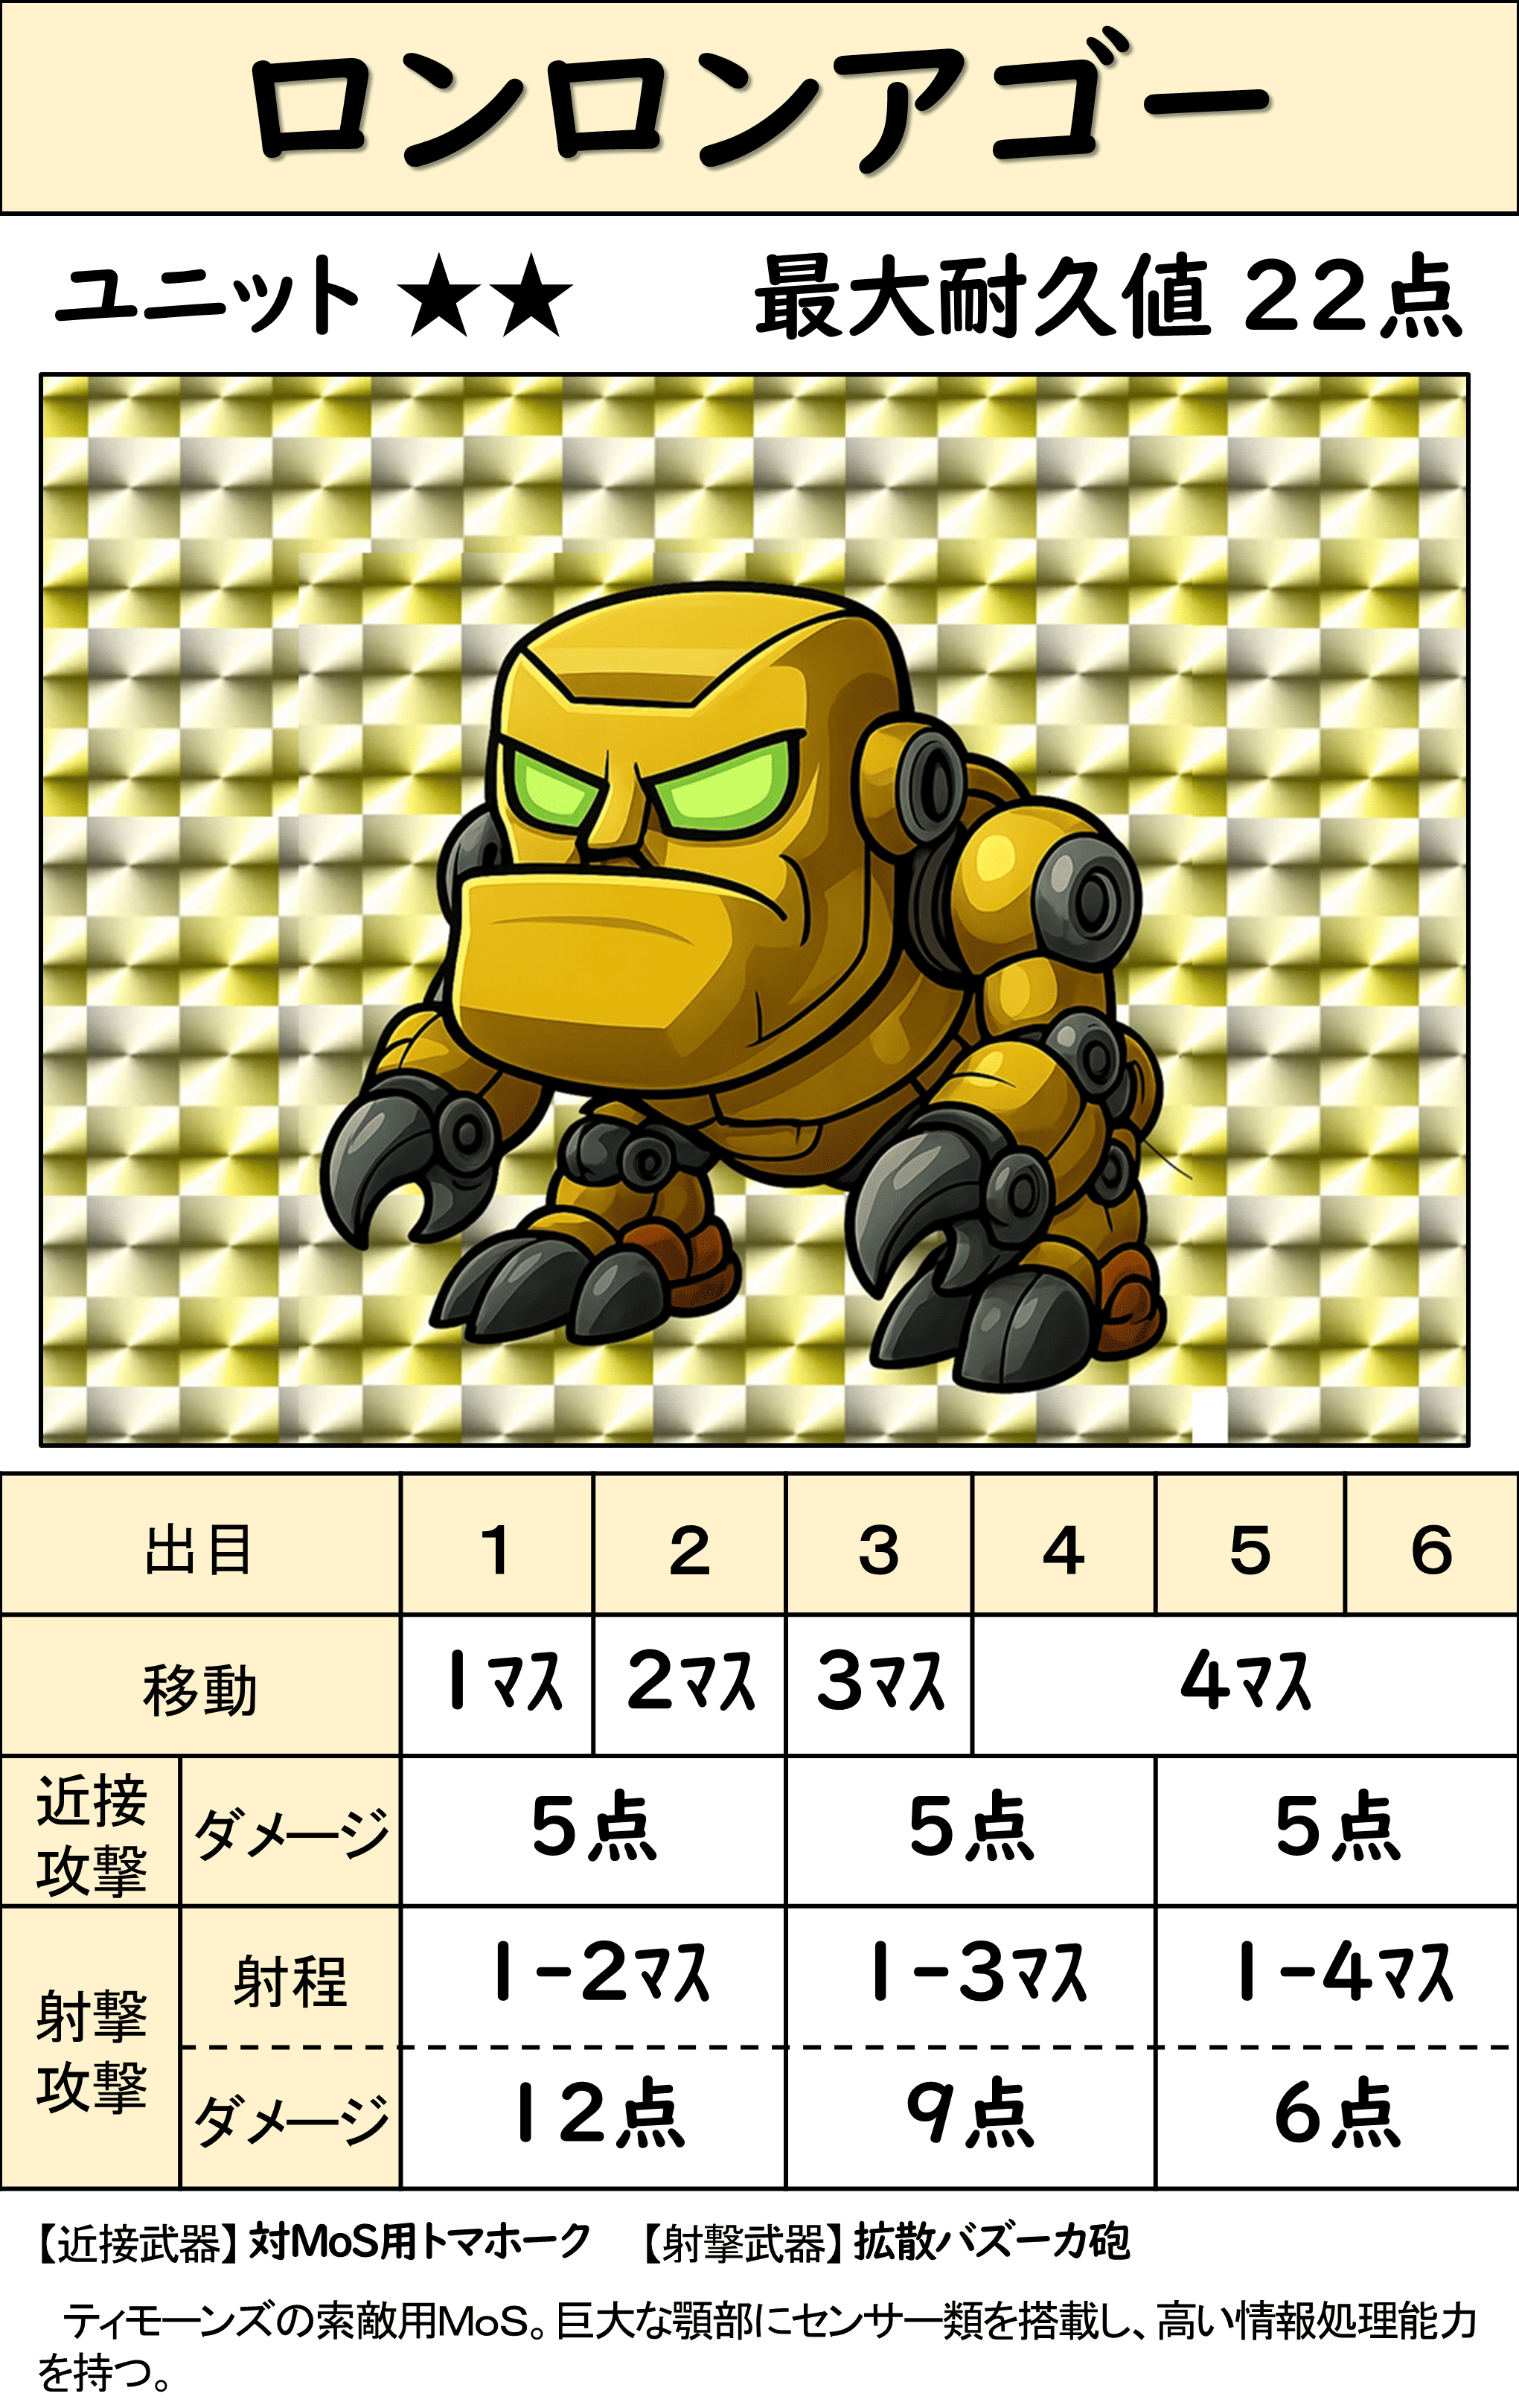 ロンロンアゴー
ユニット ★★ 最大耐久値 22点
出目 1 2 3 4 5 6
移動 1マス 2マス 3マス 4マス
近接攻撃 ダメージ 5点 5点 5点
射撃攻撃 射程 1-2マス 1-3マス 1-4マス
ダメージ 12点 9点 6点
【近接武器】対MoS用トマホーク 【射撃武器】拡散バズーカ砲
ティモーンズの索敵用MoS。巨大な顎部にセンサー類を搭載し、高い情報処理能力
を持つ。